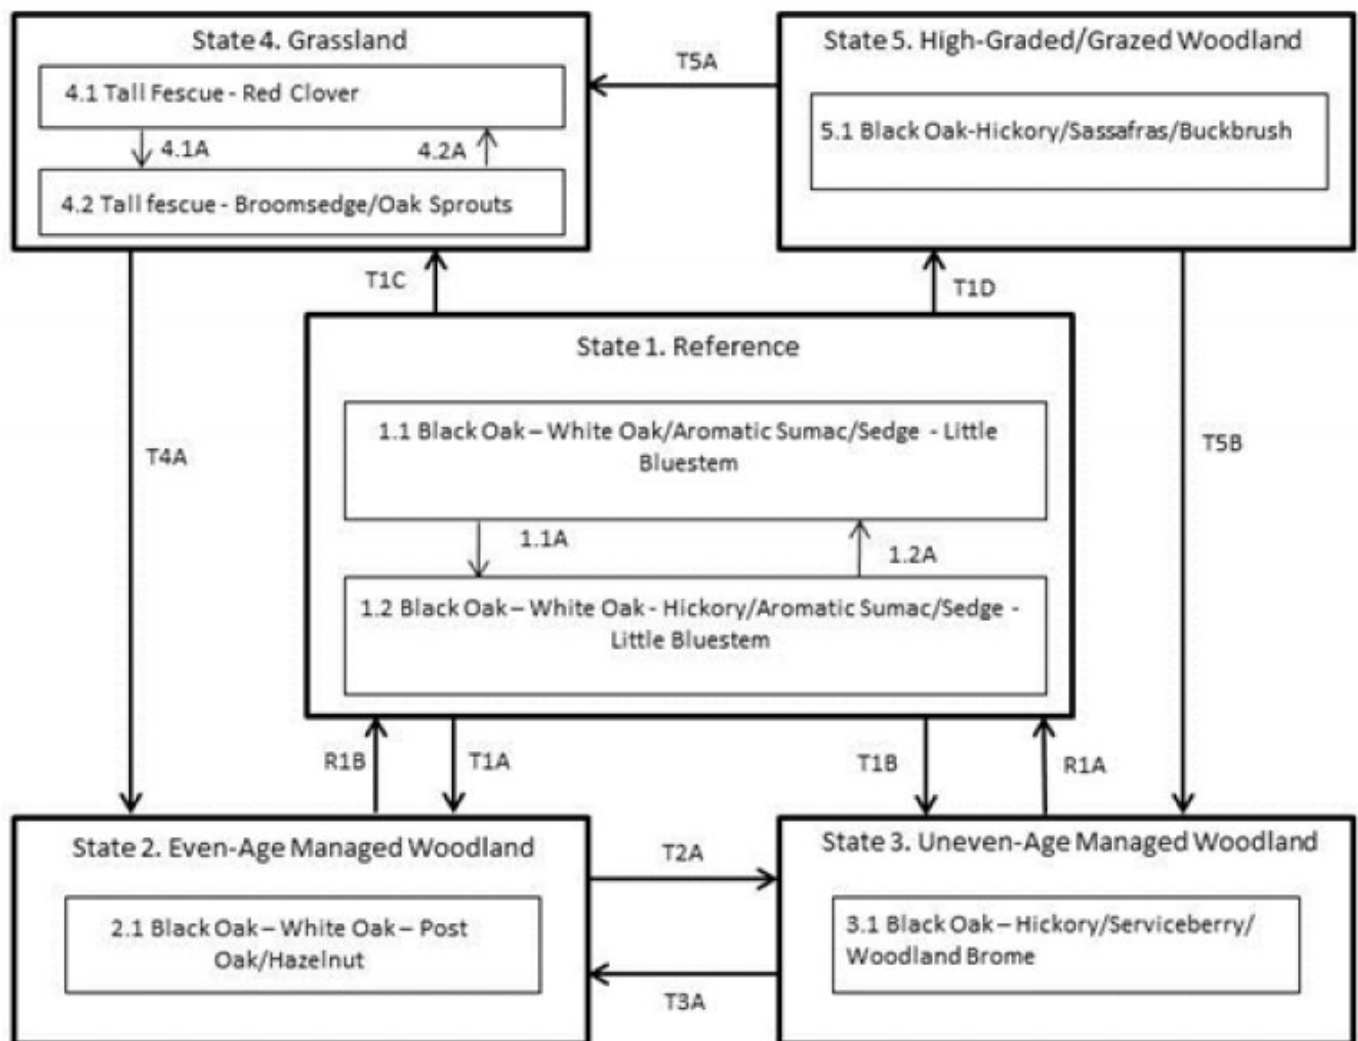 State 4. Grassland
4.1 Tall Fescue - Red Clover
4.1A
4.2A
4.2 Tall fescue - Broomsedge/Oak Sprouts
T5A
State 5. High-Graded/Grazed Woodland
5.1 Black Oak-Hickory/Sassafras/Buckbrush
T1C
T1D
State 1. Reference
1.1 Black Oak – White Oak/Aromatic Sumac/Sedge - Little
Bluestem
1.1A
1.2A
1.2 Black Oak – White Oak - Hickory/Aromatic Sumac/Sedge -
Little Bluestem
T4A
T5B
R1B
T1A
T1B
R1A
State 2. Even-Age Managed Woodland
2.1 Black Oak – White Oak – Post
Oak/Hazelnut
T2A
T3A
State 3. Uneven-Age Managed Woodland
3.1 Black Oak – Hickory/Serviceberry/
Woodland Brome